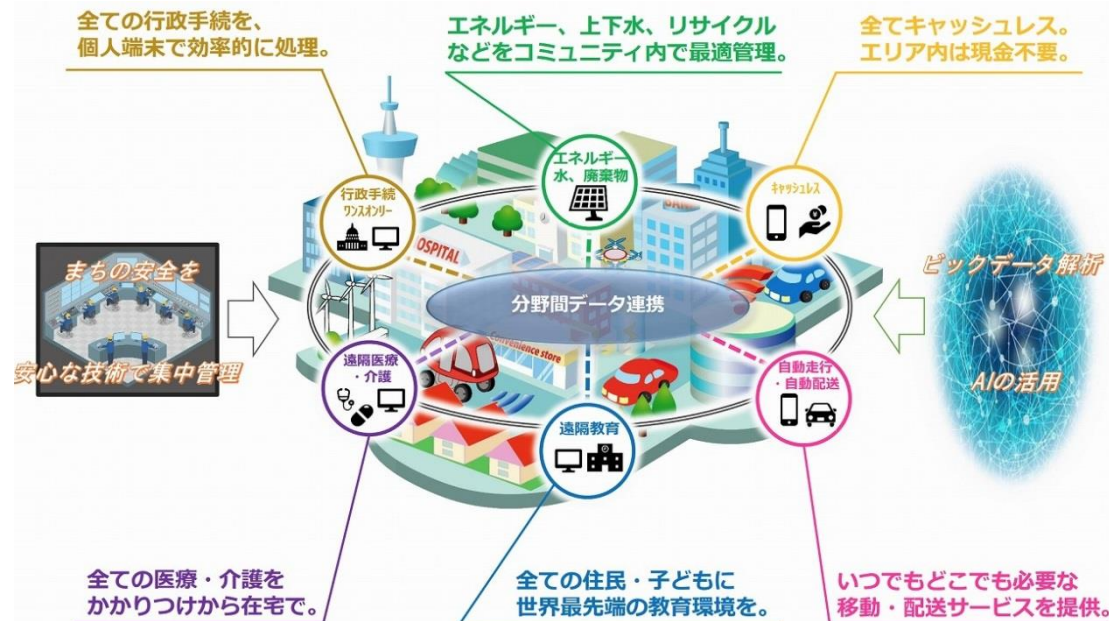 全ての行政手続を、
個人端末で効率的に処理。
エネルギー、上下水、リサイクル
などをコミュニティ内で最適管理。
全てキャッシュレス。
エリア内は現金不要。
エネルギー
水、廃棄物
行政手続
ワンスオンリー
キャッシュレス
OSPITAL
まちの安全を
安心な技術で集中管理
分野間データ連携
ビックデータ解析
AIの活用
Convenience store
遠隔医療
・介護
自動走行
・自動配送
遠隔教育
全ての医療・介護を
かかりつけから在宅で。
全ての住民・子どもに
世界最先端の教育環境を。
いつでもどこでも必要な
移動・配送サービスを提供。